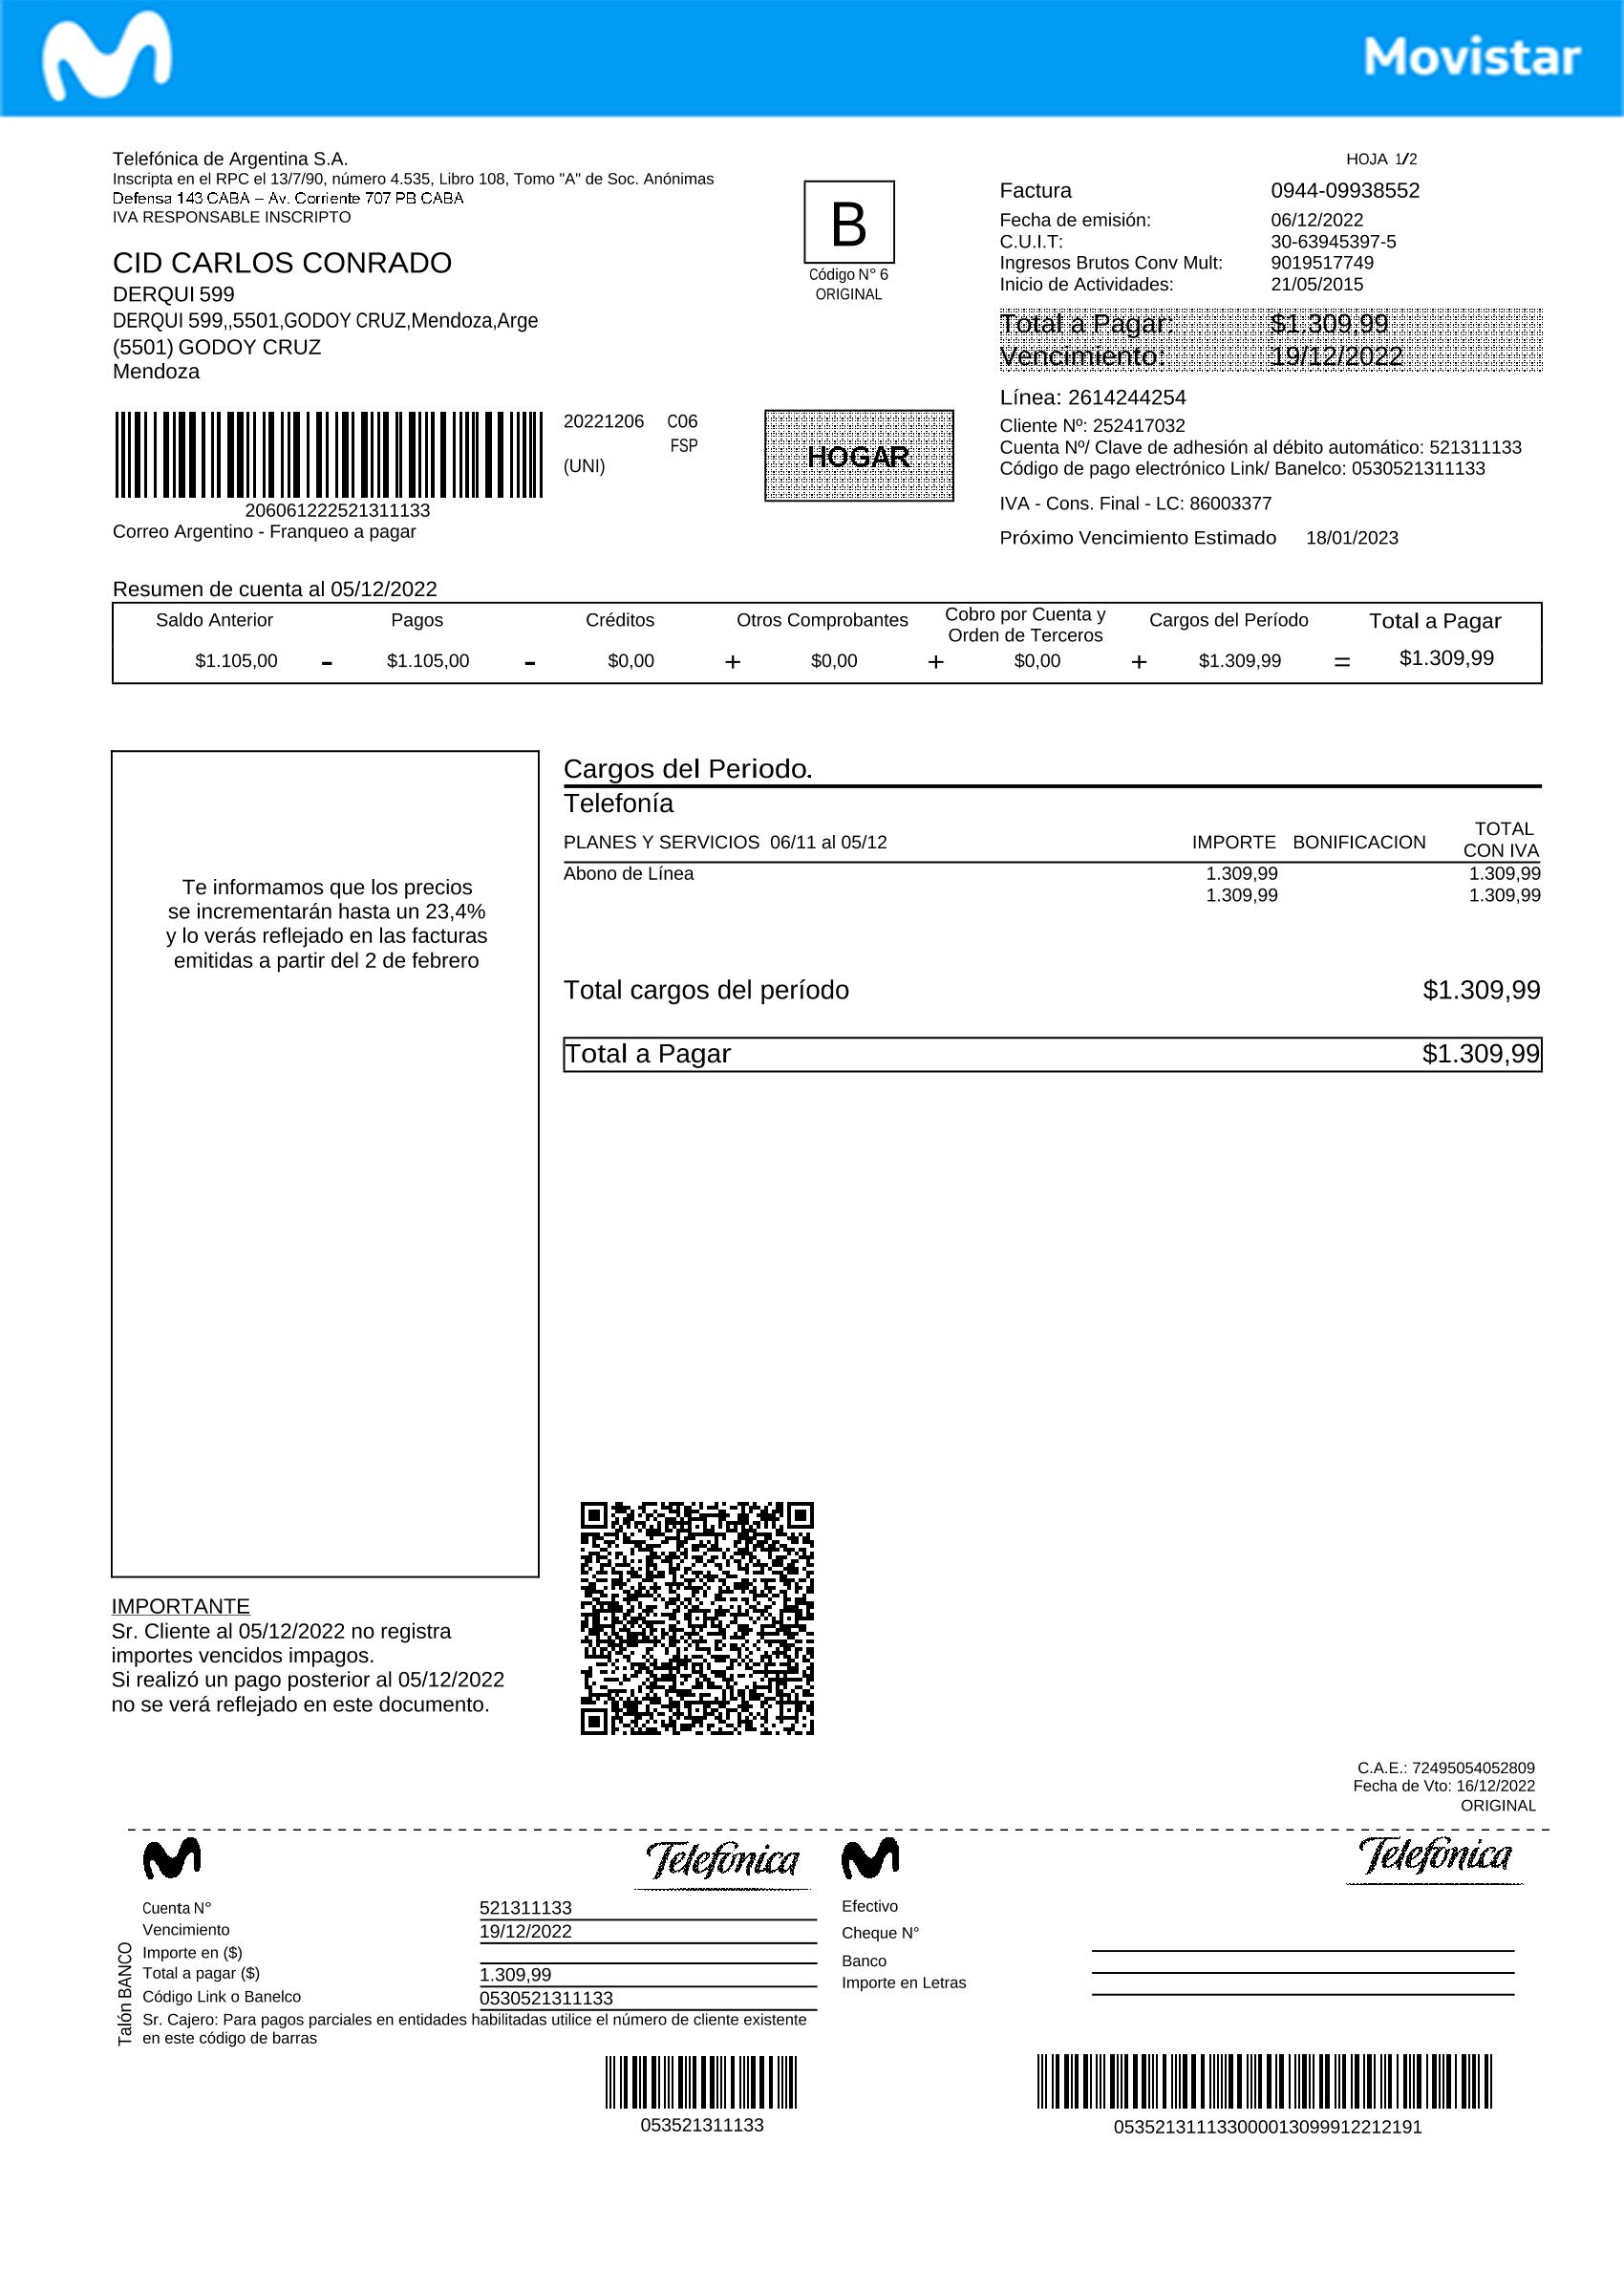 Movistar
Telefónica de Argentina S.A.
Inscripta en el RPC el 13/7/90, número 4.535, Libro 108, Tomo "A" de Soc. Anónimas
Defensa 143 CABA – Av. Corriente 707 PB CABA
IVA RESPONSABLE INSCRIPTO
CID CARLOS CONRADO
DERQUI 599
DERQUI 599,,5501,GODOY CRUZ,Mendoza,Arge
(5501) GODOY CRUZ
Mendoza
206061222521311133
Correo Argentino - Franqueo a pagar
20221206 C06
FSP
(UNI)
B
Código N° 6
ORIGINAL
HOGAR
HOJA 1/2
Factura 0944-09938552
Fecha de emisión: 06/12/2022
C.U.I.T: 30-63945397-5
Ingresos Brutos Conv Mult: 9019517749
Inicio de Actividades: 21/05/2015
Total a Pagar: $1.309,99
Vencimiento: 19/12/2022
Línea: 2614244254
Cliente Nº: 252417032
Cuenta Nº/ Clave de adhesión al débito automático: 521311133
Código de pago electrónico Link/ Banelco: 0530521311133
IVA - Cons. Final - LC: 86003377
Próximo Vencimiento Estimado 18/01/2023
Resumen de cuenta al 05/12/2022
Saldo Anterior Pagos Créditos Otros Comprobantes Cobro por Cuenta y Orden de Terceros Cargos del Período Total a Pagar
$1.105,00 - $1.105,00 - $0,00 + $0,00 + $0,00 + $1.309,99 = $1.309,99
Te informamos que los precios
se incrementarán hasta un 23,4%
y lo verás reflejado en las facturas
emitidas a partir del 2 de febrero
Cargos del Periodo.
Telefonía
PLANES Y SERVICIOS 06/11 al 05/12 IMPORTE BONIFICACION TOTAL CON IVA
Abono de Línea 1.309,99 1.309,99
1.309,99 1.309,99
Total cargos del período $1.309,99
Total a Pagar $1.309,99
IMPORTANTE
Sr. Cliente al 05/12/2022 no registra
importes vencidos impagos.
Si realizó un pago posterior al 05/12/2022
no se verá reflejado en este documento.
C.A.E.: 72495054052809
Fecha de Vto: 16/12/2022
ORIGINAL
Telefónica
Talón BANCO
Cuenta N° 521311133
Vencimiento 19/12/2022
Importe en ($)
Total a pagar ($) 1.309,99
Código Link o Banelco 0530521311133
Sr. Cajero: Para pagos parciales en entidades habilitadas utilice el número de cliente existente
en este código de barras
053521311133
Telefónica
Efectivo
Cheque N°
Banco
Importe en Letras
053521311133000013099912212191